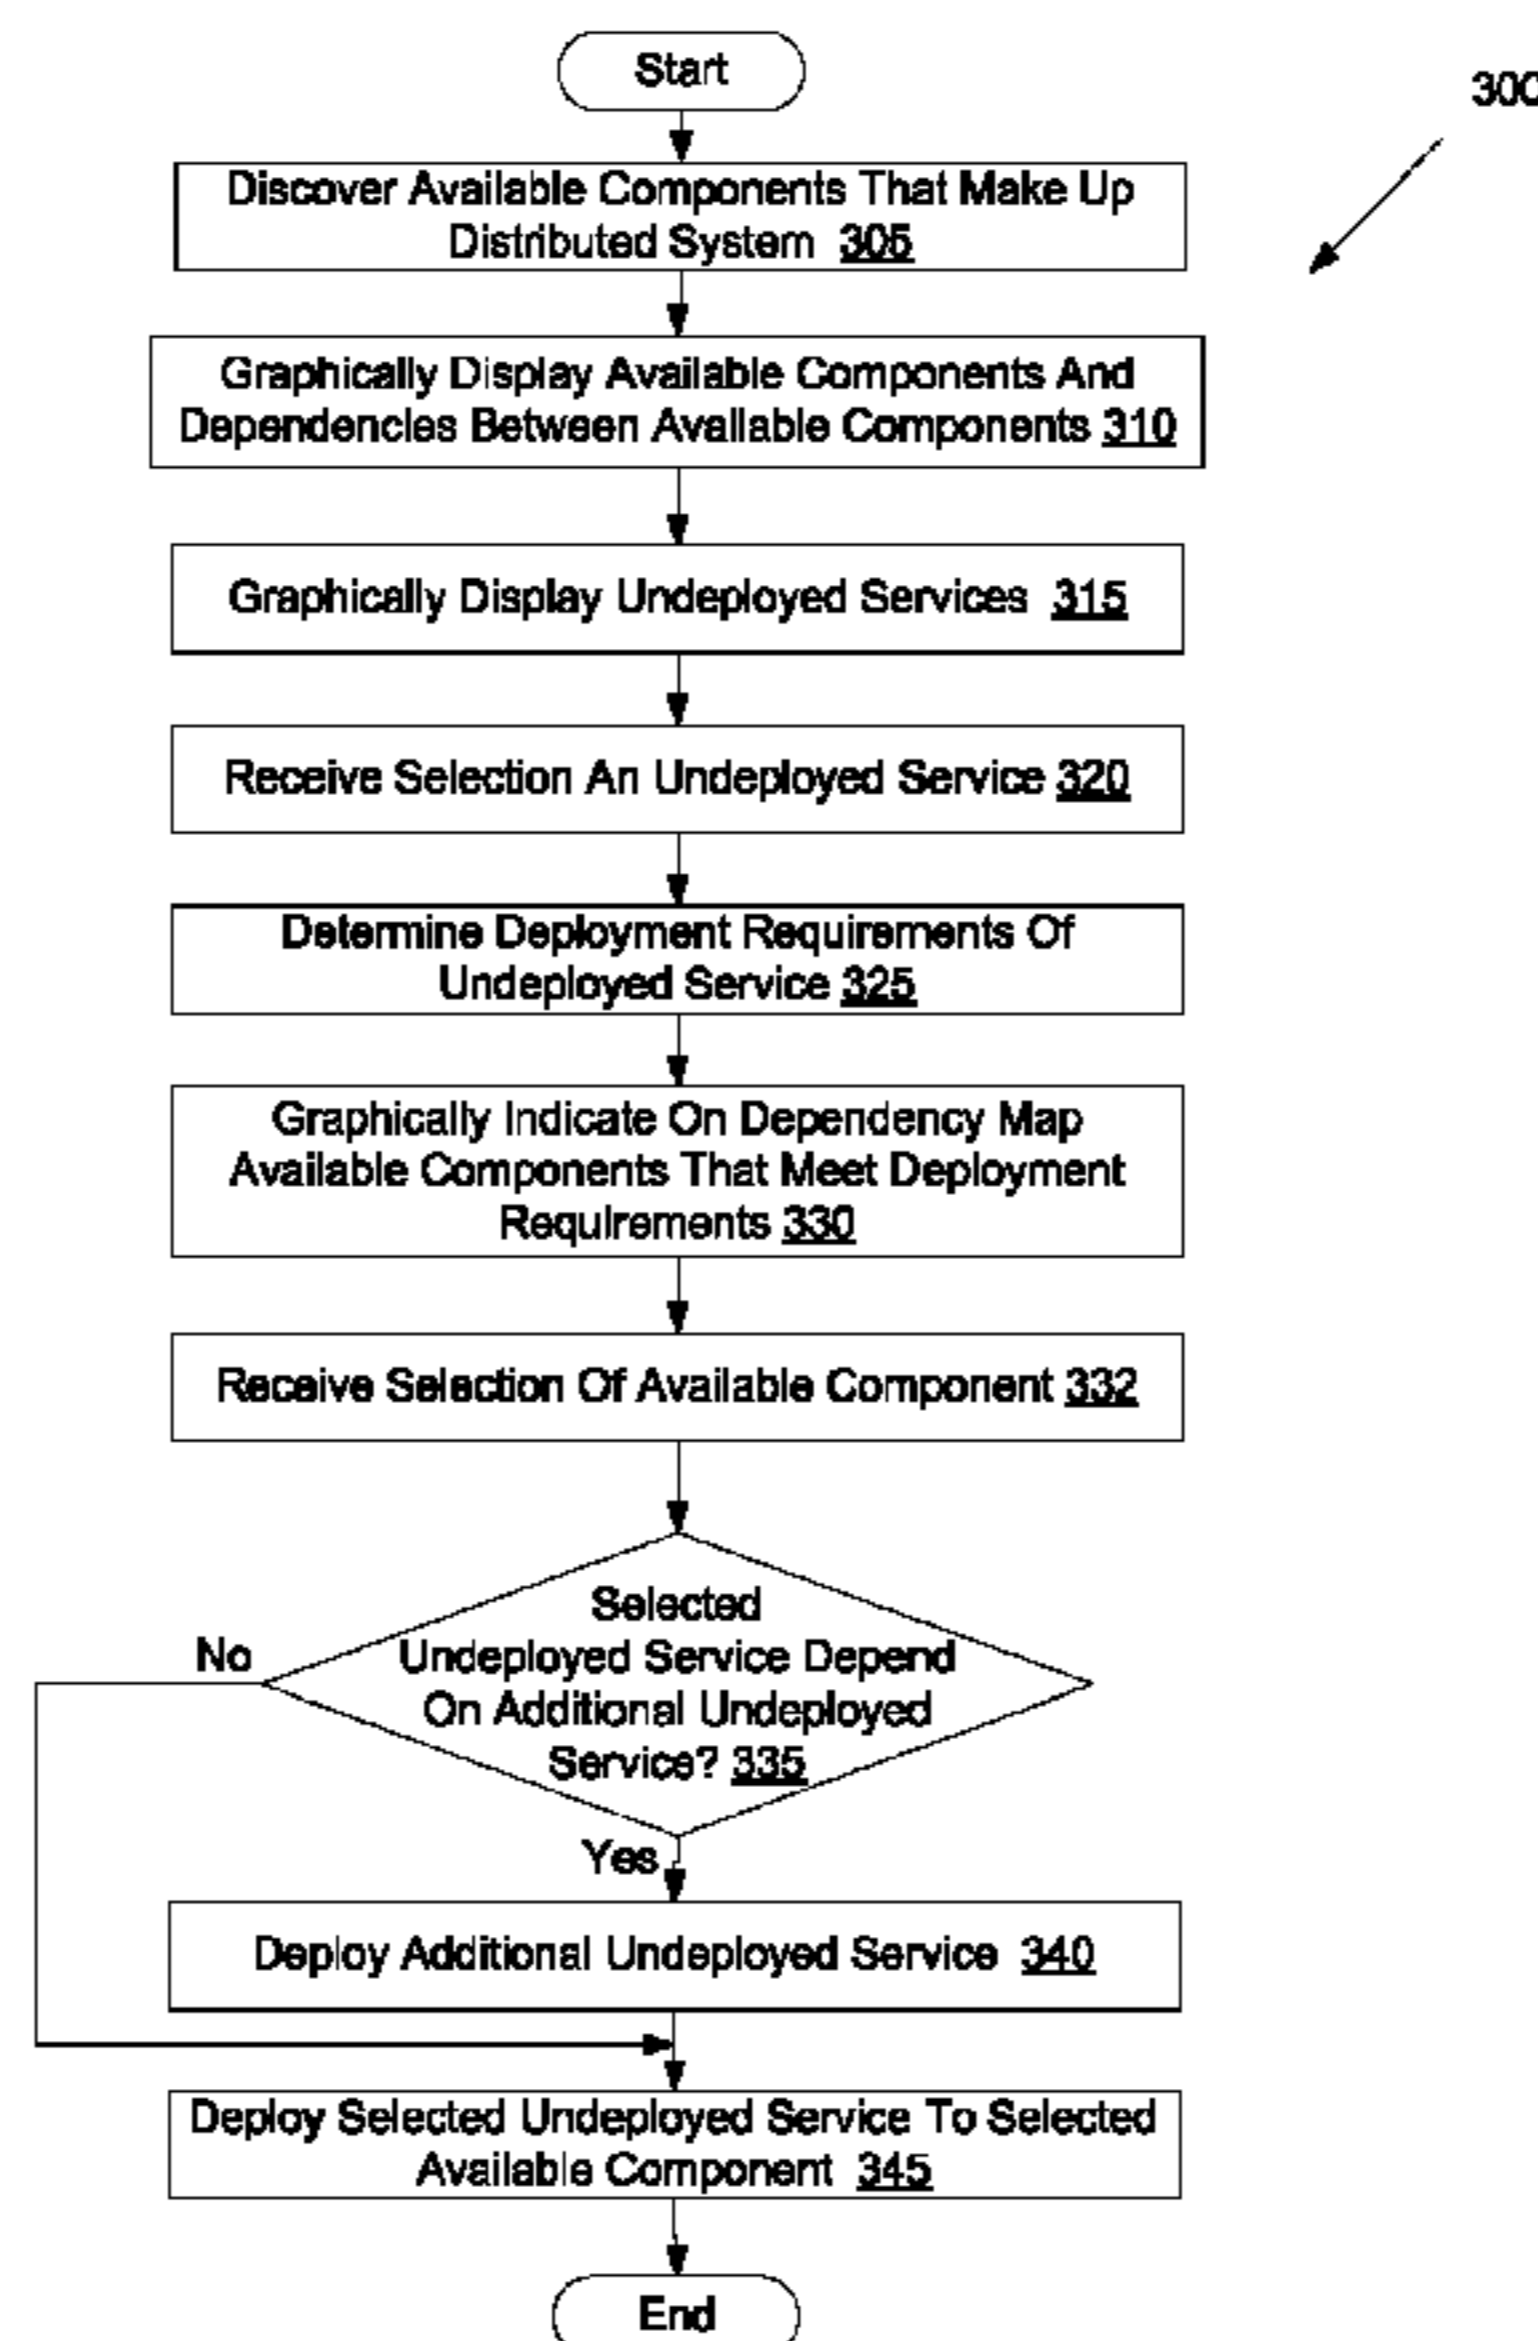 Start
300
Discover Available Components That Make Up
Distributed System 305
Graphically Display Available Components And
Dependencies Between Available Components 310
Graphically Display Undeployed Services 315
Receive Selection An Undeployed Service 320
Determine Deployment Requirements Of
Undeployed Service 325
Graphically Indicate On Dependency Map
Available Components That Meet Deployment
Requirements 330
Receive Selection Of Available Component 332
Selected
No
Undeployed Service Depend
On Additional Undeployed
Service? 335
Yes
Deploy Additional Undeployed Service 340
Deploy Selected Undeployed Service To Selected
Available Component 345
End